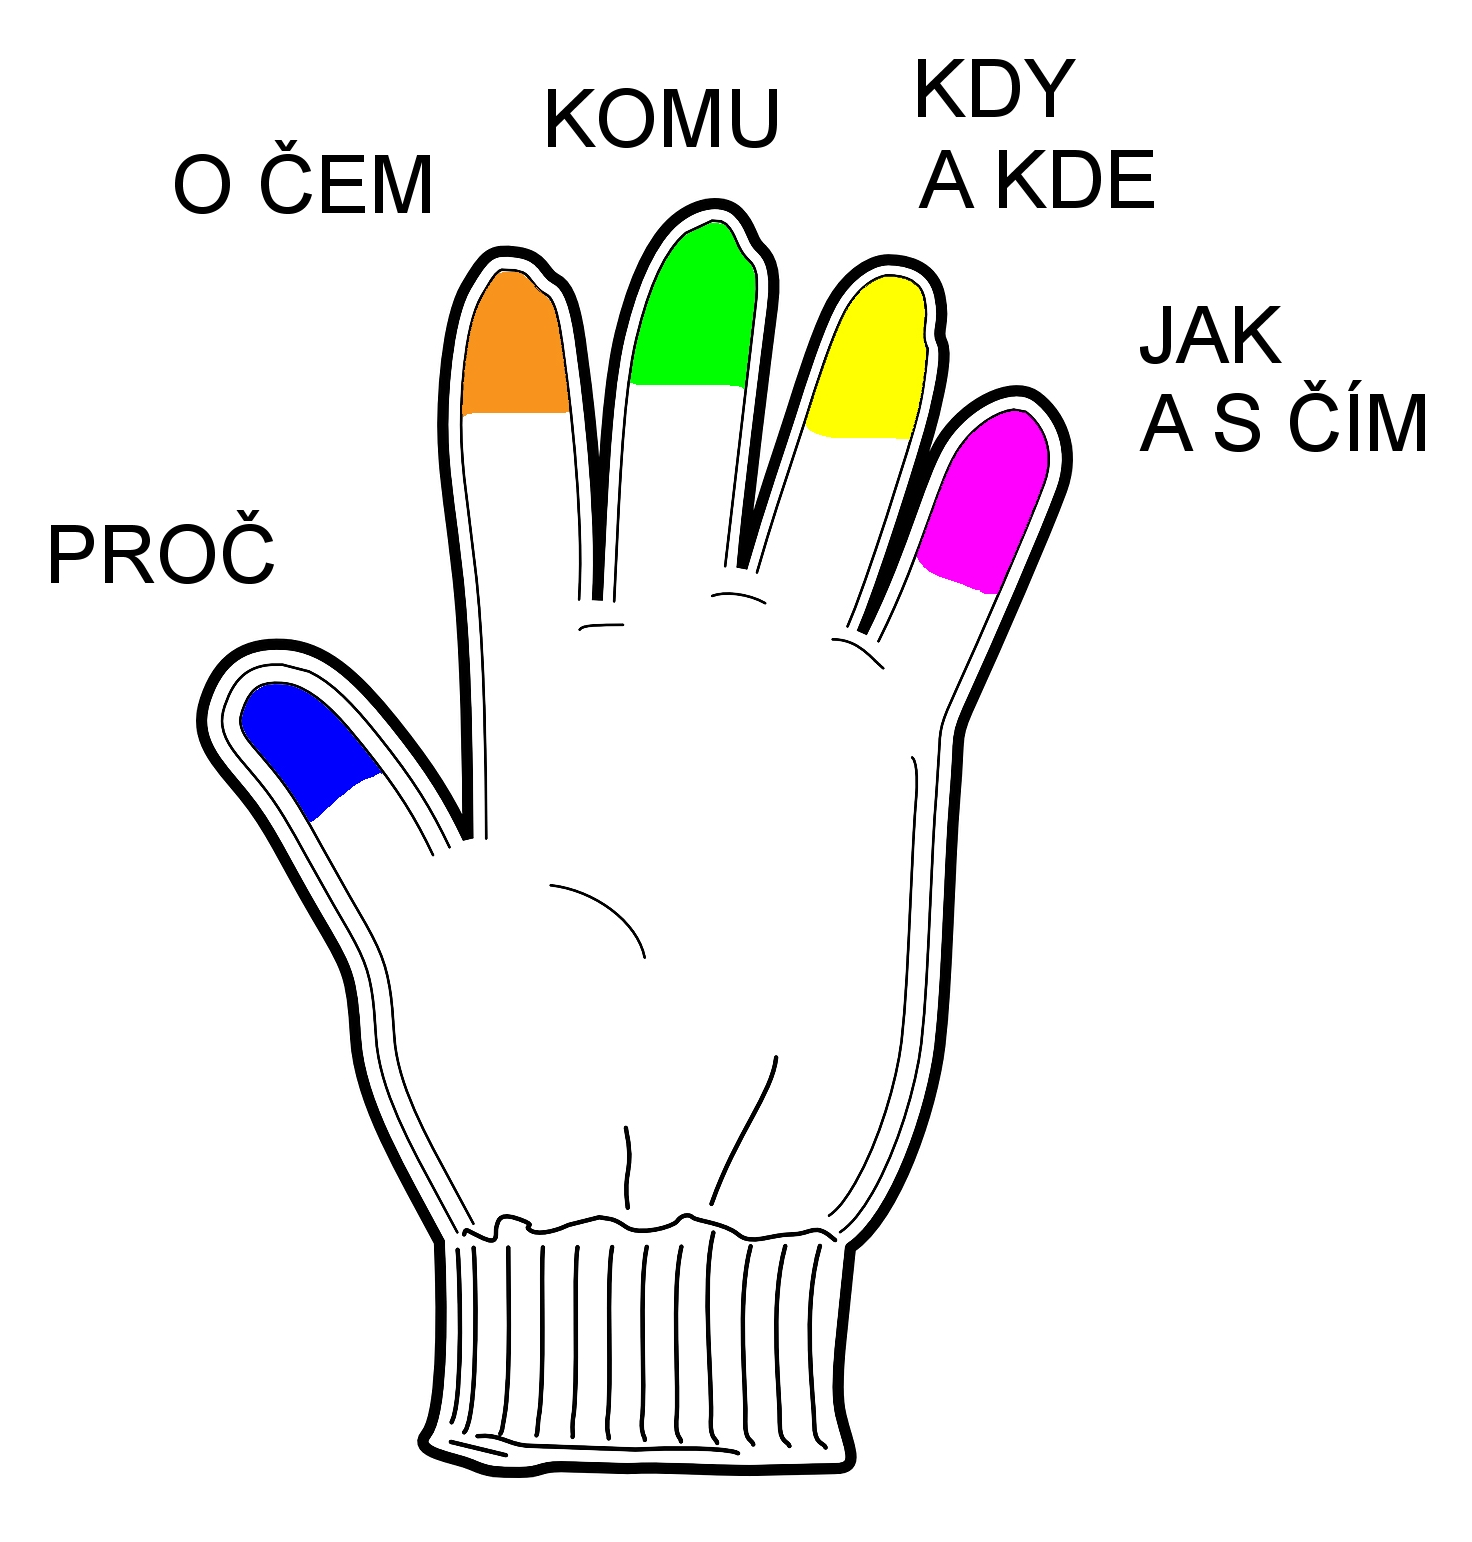 PROČ
O ČEM
KOMU
KDY
A KDE
JAK
A S ČÍM